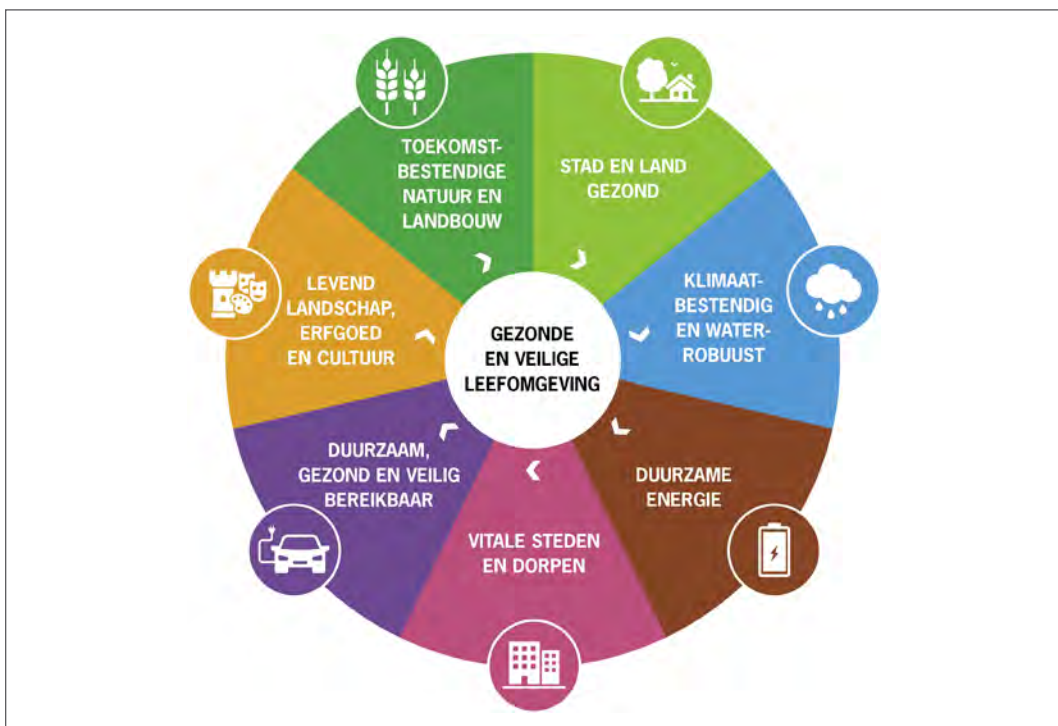 TOEKOMST-
BESTENDIGE
NATUUR EN
LANDBOUW
STAD EN LAND
GEZOND
KLIMAAT-
BESTENDIG
EN WATER-
ROBUUST
DUURZAME
ENERGIE
VITALE STEDEN
EN DORPEN
DUURZAAM,
GEZOND EN VEILIG
BEREIKBAAR
LEVEND
LANDSCHAP,
ERFGOED
EN CULTUUR
GEZONDE
EN VEILIGE
LEEFOMGEVING